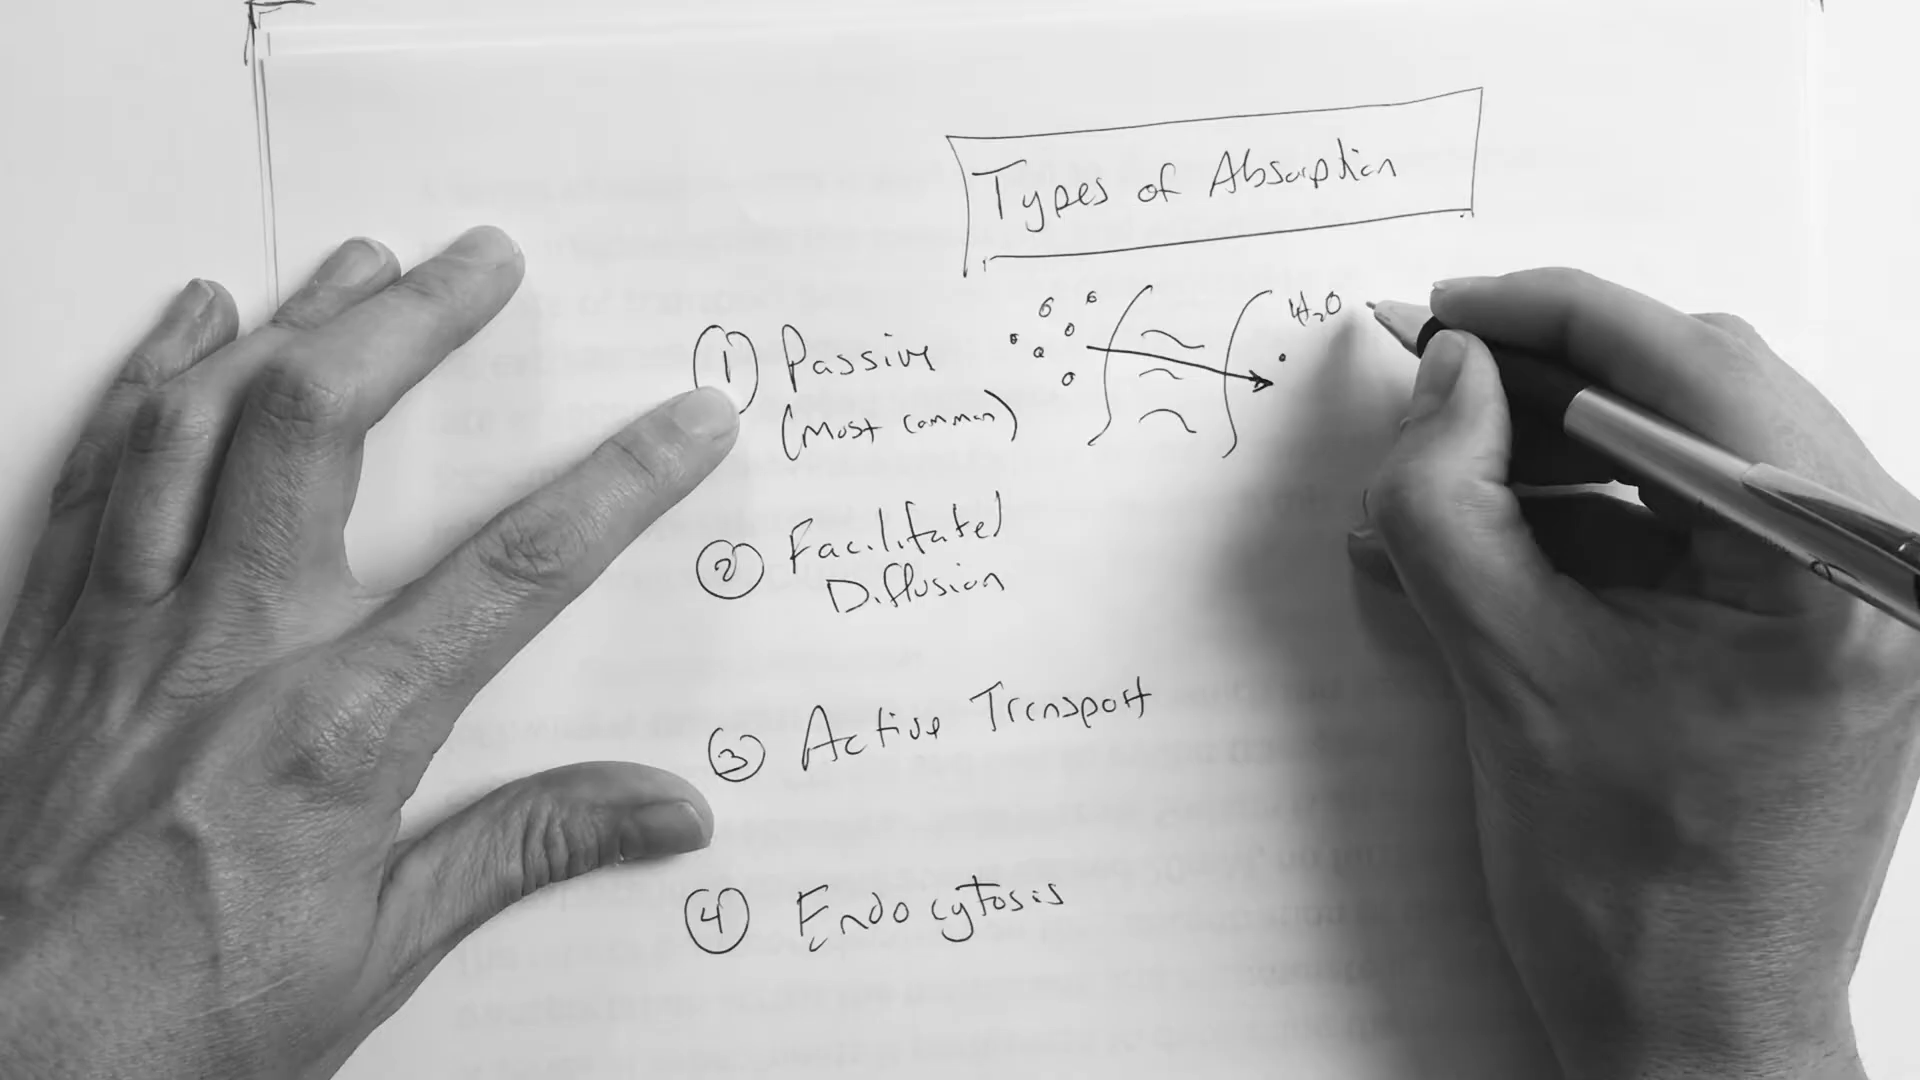 Types of Absorption
① Passive
(Most common)
H₂O
② Facilitated
Diffusion
③ Active Transport
④ Endocytosis